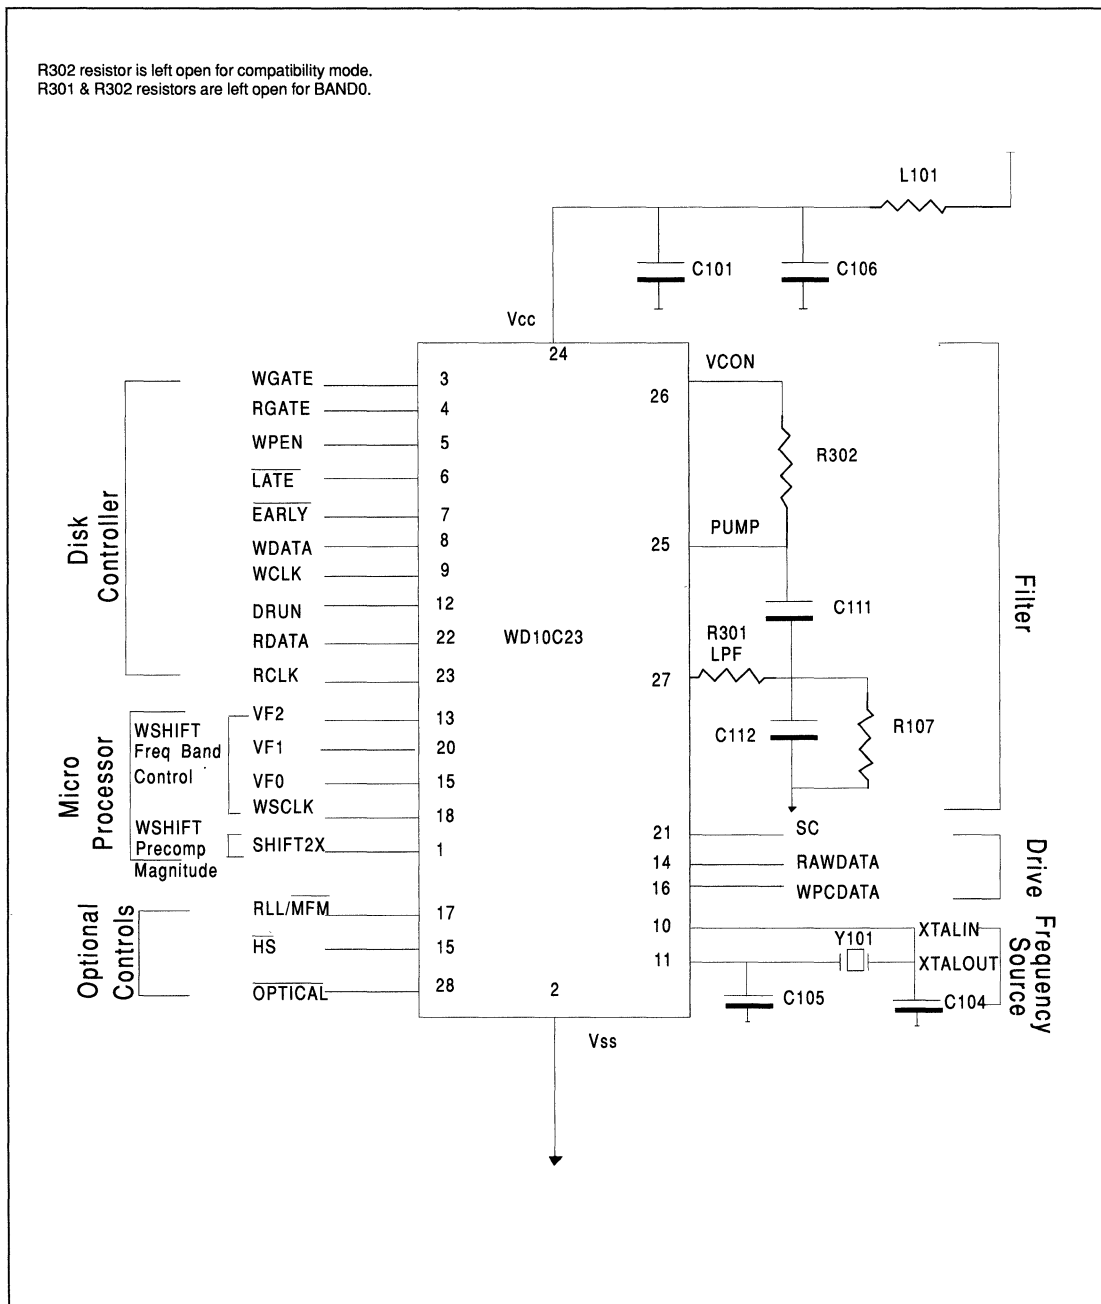 R302 resistor is left open for compatibility mode.
R301 & R302 resistors are left open for BAND0.
L101
C101
C106
Vcc
24
VCON
26
R302
PUMP
25
C111
R301
LPF
27
C112
R107
Filter
WD10C23
Disk
Controller
WGATE 3
RGATE 4
WPEN 5
LATE 6
EARLY 7
WDATA 8
WCLK 9
DRUN 12
RDATA 22
RCLK 23
Micro
Processor
WSHIFT
Freq Band
Control
VF2 13
VF1 20
VF0 15
WSCLK 18
WSHIFT
Precomp
Magnitude
SHIFT2X 1
Optional
Controls
RLL/MFM 17
HS 15
OPTICAL 28
21 SC
14 RAWDATA
16 WPCDATA
Drive
10 XTALIN
11 Y101 XTALOUT
C105
C104
Frequency
Source
2
Vss